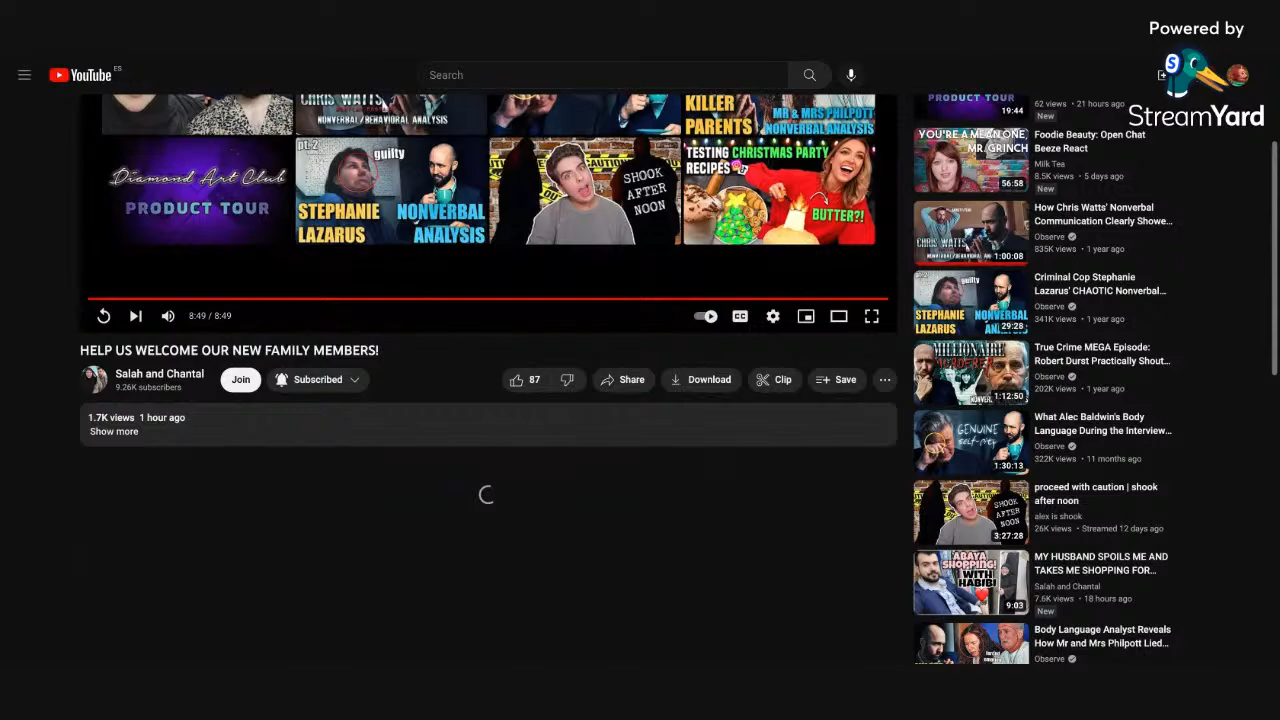 Powered by
StreamYard
YouTube ES
Search
CHRIS WATTS
NONVERBAL/BEHAVIORAL ANALYSIS
KILLER
PARENTS
MR & MRS PHILPOTT
NONVERBAL ANALYSIS
Diamond Art Club
PRODUCT TOUR
pt.2
guilty
STEPHANIE
LAZARUS
NONVERBAL
ANALYSIS
CAUTION
SHOOK
AFTER
NOON
TESTING CHRISTMAS PARTY
RECIPES
BUTTER?!
8:49 / 8:49
CC
HELP US WELCOME OUR NEW FAMILY MEMBERS!
Salah and Chantal
9.26K subscribers
Join
Subscribed
87
Share
Download
Clip
Save
1.7K views 1 hour ago
Show more
PRODUCT TOUR
19:44
62 views • 21 hours ago
New
YOU'RE A MEAN ONE,
MR. GRINCH
56:58
Foodie Beauty: Open Chat
Beeze React
Milk Tea
8.5K views • 5 days ago
New
CHRIS WATTS
1:00:08
How Chris Watts' Nonverbal
Communication Clearly Showe...
Observe
835K views • 1 year ago
pt.2
guilty
STEPHANIE
LAZARUS
NONVERBAL
29:28
Criminal Cop Stephanie
Lazarus' CHAOTIC Nonverbal...
Observe
341K views • 1 year ago
MILLIONAIRE
MURDERER
1:12:50
True Crime MEGA Episode:
Robert Durst Practically Shout...
Observe
202K views • 1 year ago
GENUINE
self-pity
1:30:13
What Alec Baldwin's Body
Language During the Interview...
Observe
322K views • 11 months ago
SHOOK
AFTER
NOON
3:27:28
proceed with caution | shook
after noon
alex is shook
26K views • Streamed 12 days ago
ABAYA
SHOPPING!
WITH
HABIBI
9:03
MY HUSBAND SPOILS ME AND
TAKES ME SHOPPING FOR...
Salah and Chantal
7.6K views • 18 hours ago
New
Body Language Analyst Reveals
How Mr and Mrs Philpott Lied...
Observe